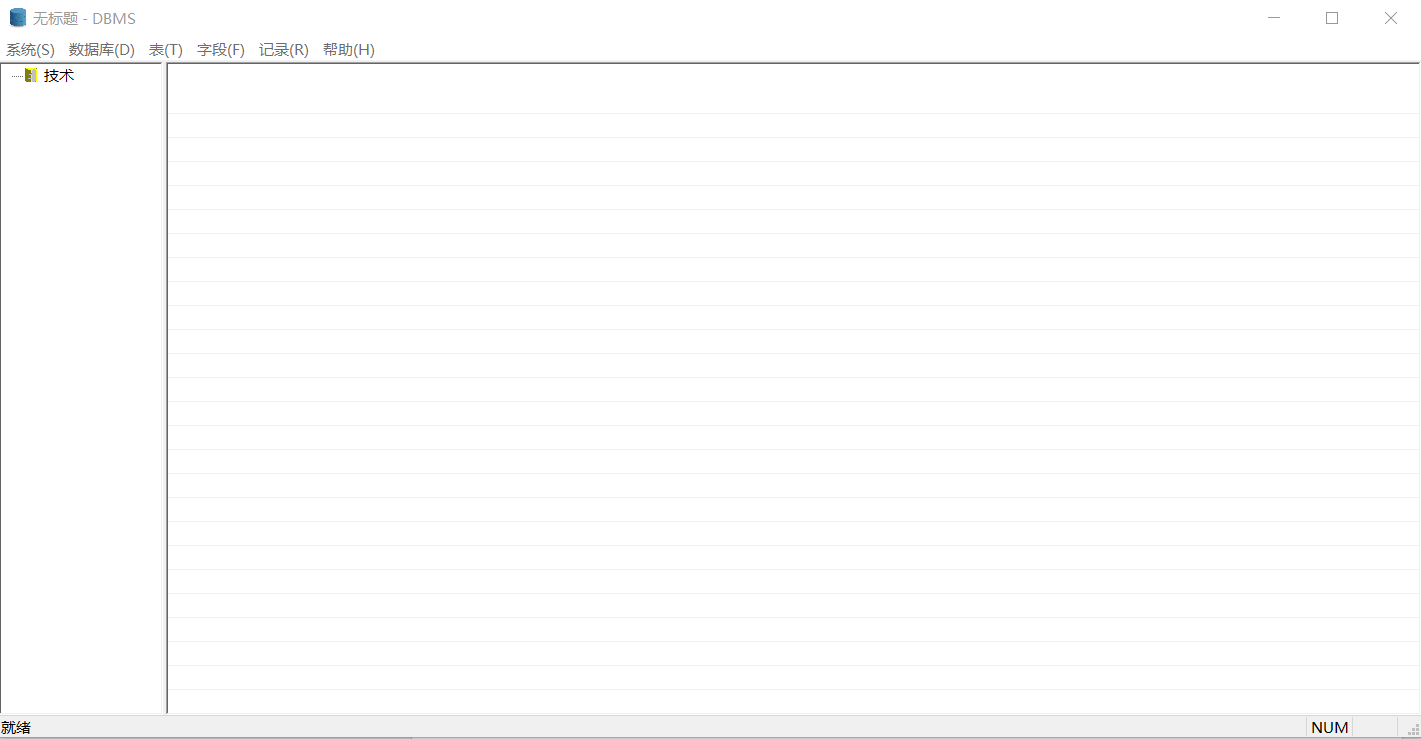 无标题 - DBMS
系统(S) 数据库(D) 表(T) 字段(F) 记录(R) 帮助(H)
技术
就绪 NUM